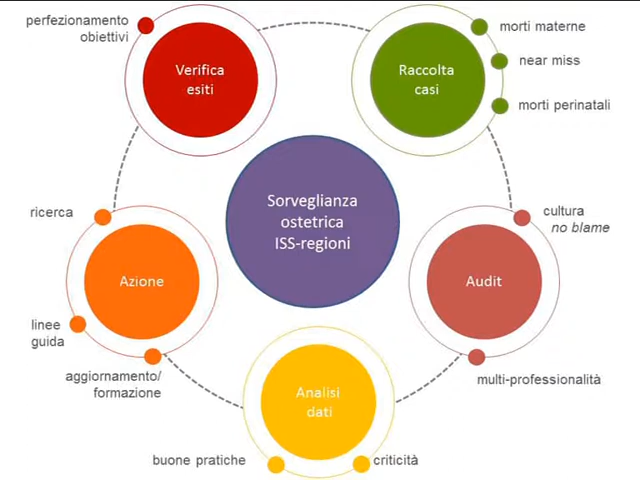 perfezionamento
obiettivi
Verifica
esiti
Raccolta
casi
morti materne
near miss
morti perinatali
Sorveglianza
ostetrica
ISS-regioni
ricerca
Azione
linee
guida
aggiornamento/
formazione
cultura
no blame
Audit
multi-professionalità
Analisi
dati
buone pratiche
criticità